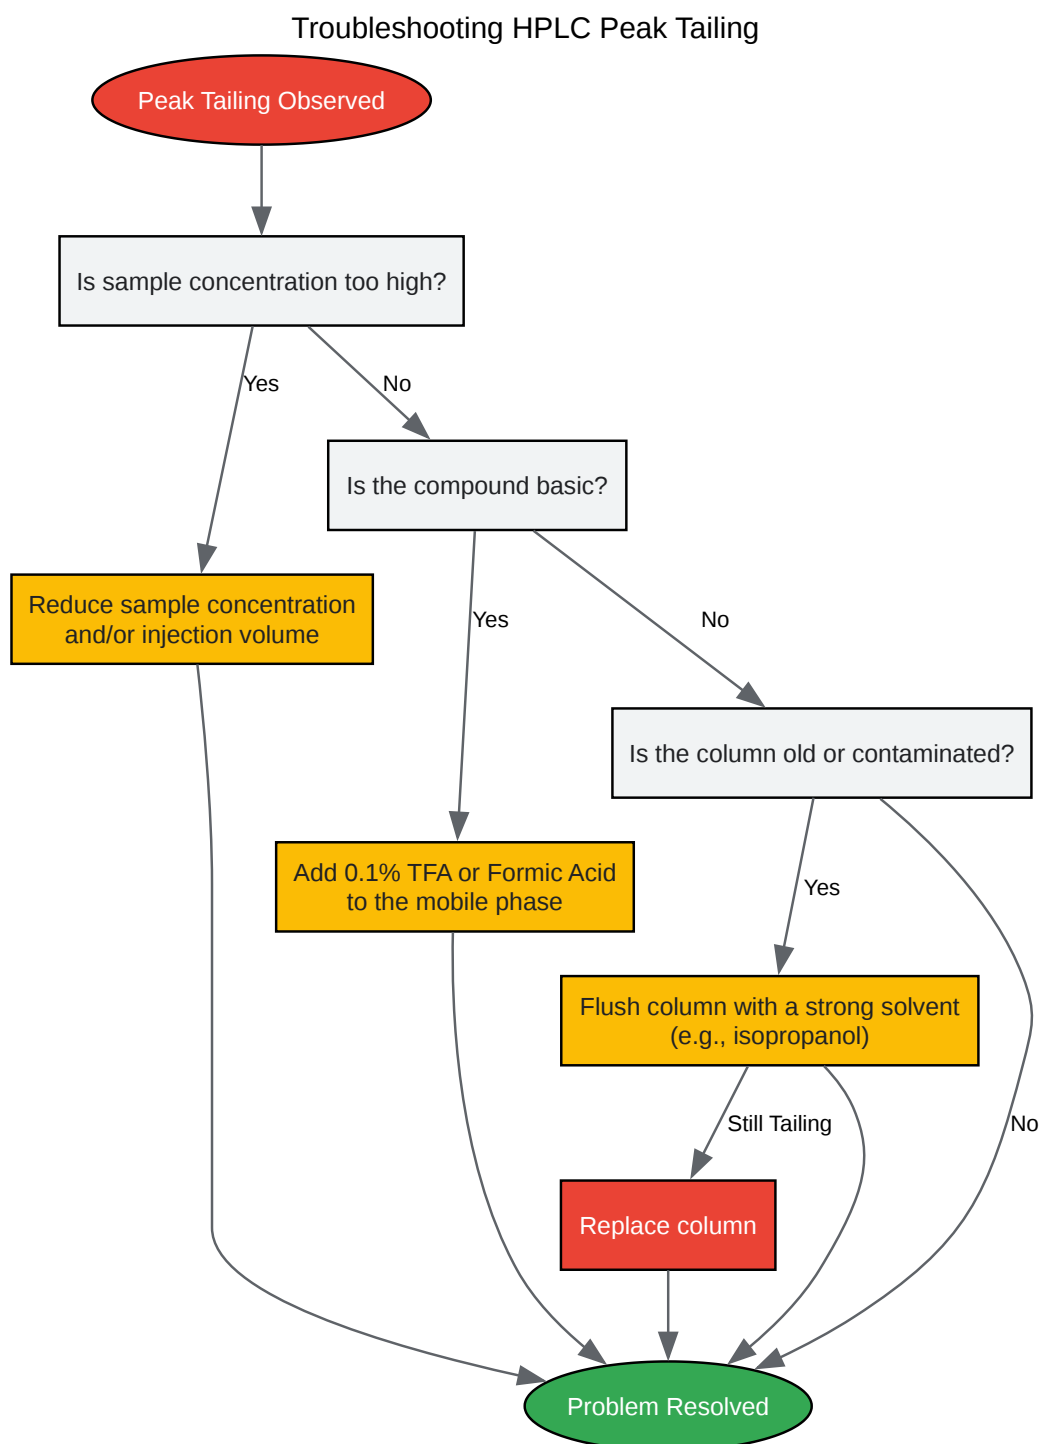 Troubleshooting HPLC Peak Tailing
Peak Tailing Observed
Is sample concentration too high?
Yes
No
Is the compound basic?
Reduce sample concentration
and/or injection volume
Yes
No
Is the column old or contaminated?
Add 0.1% TFA or Formic Acid
to the mobile phase
Yes
Flush column with a strong solvent
(e.g., isopropanol)
Still Tailing
No
Replace column
Problem Resolved